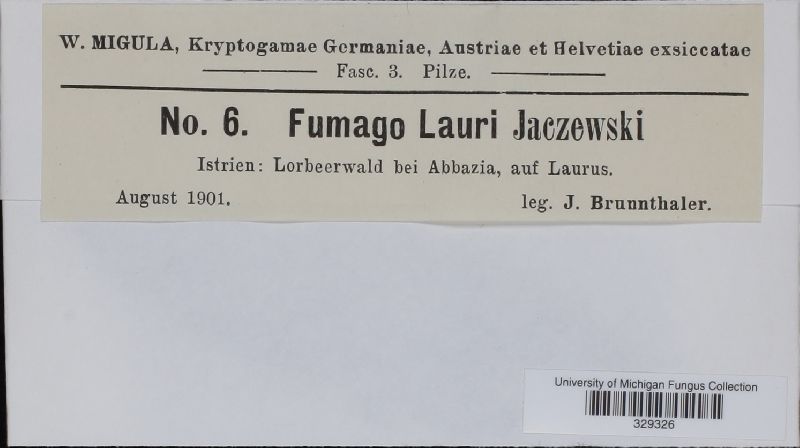 W. MIGULA, Kryptogamae Germaniae, Austriae et Helvetiae exsiccatae
Fasc. 3. Pilze.
No. 6. Fumago Lauri Jaczewski
Istrien: Lorbeerwald bei Abbazia, auf Laurus.
August 1901. leg. J. Brunnthaler.
University of Michigan Fungus Collection
329326